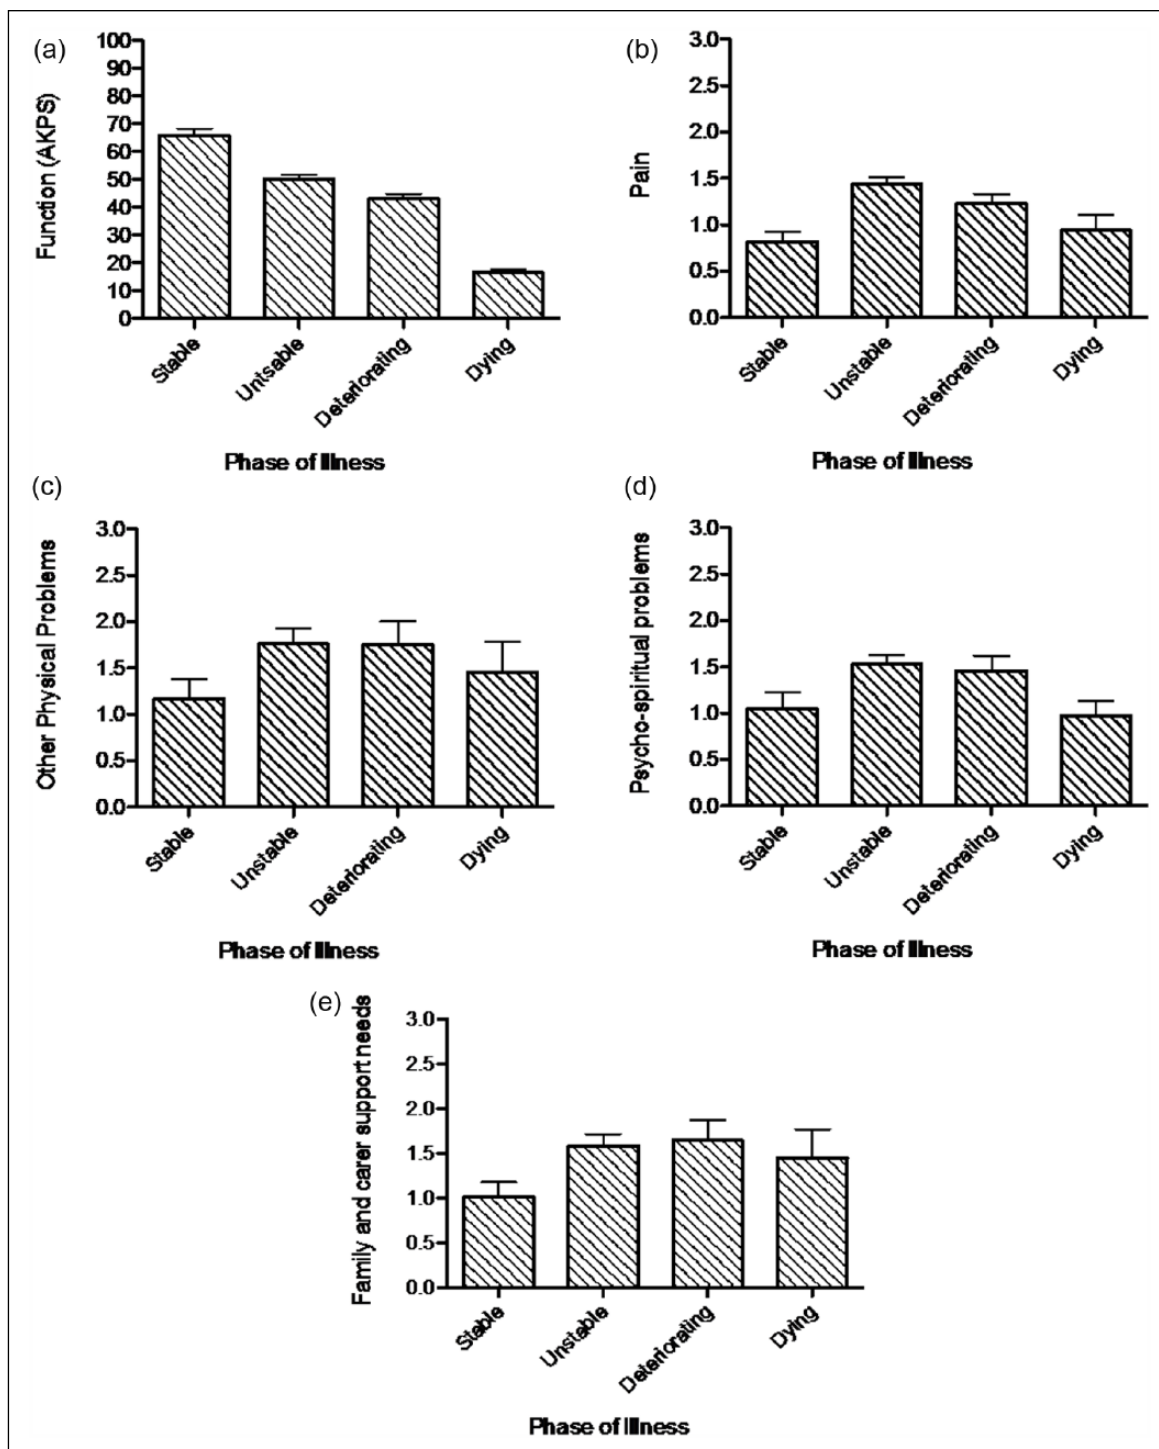 (a)
Function (AKPS)
100
90
80
70
60
50
40
30
20
10
0
Stable
Untsable
Deteriorating
Dying
Phase of Illness
(b)
Pain
3.0
2.5
2.0
1.5
1.0
0.5
0.0
Stable
Unstable
Deteriorating
Dying
Phase of Illness
(c)
Other Physical Problems
3.0
2.5
2.0
1.5
1.0
0.5
0.0
Stable
Unstable
Deteriorating
Dying
Phase of Illness
(d)
Psycho-spiritual problems
3.0
2.5
2.0
1.5
1.0
0.5
0.0
Stable
Unstable
Deteriorating
Dying
Phase of Illness
(e)
Family and carer support needs
3.0
2.5
2.0
1.5
1.0
0.5
0.0
Stable
Unstable
Deteriorating
Dying
Phase of Illness